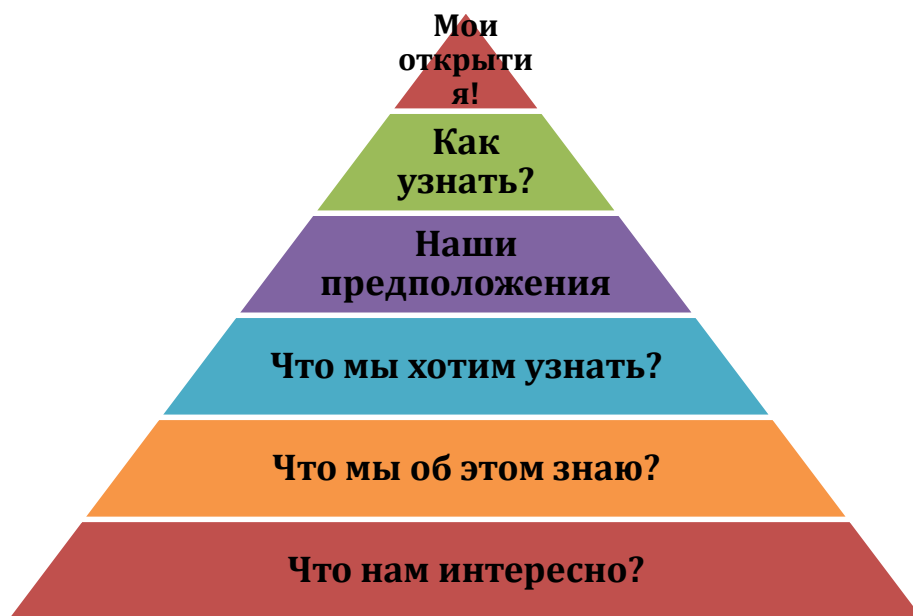 Мои
открыти
я!
Как
узнать?
Наши
предположения
Что мы хотим узнать?
Что мы об этом знаю?
Что нам интересно?